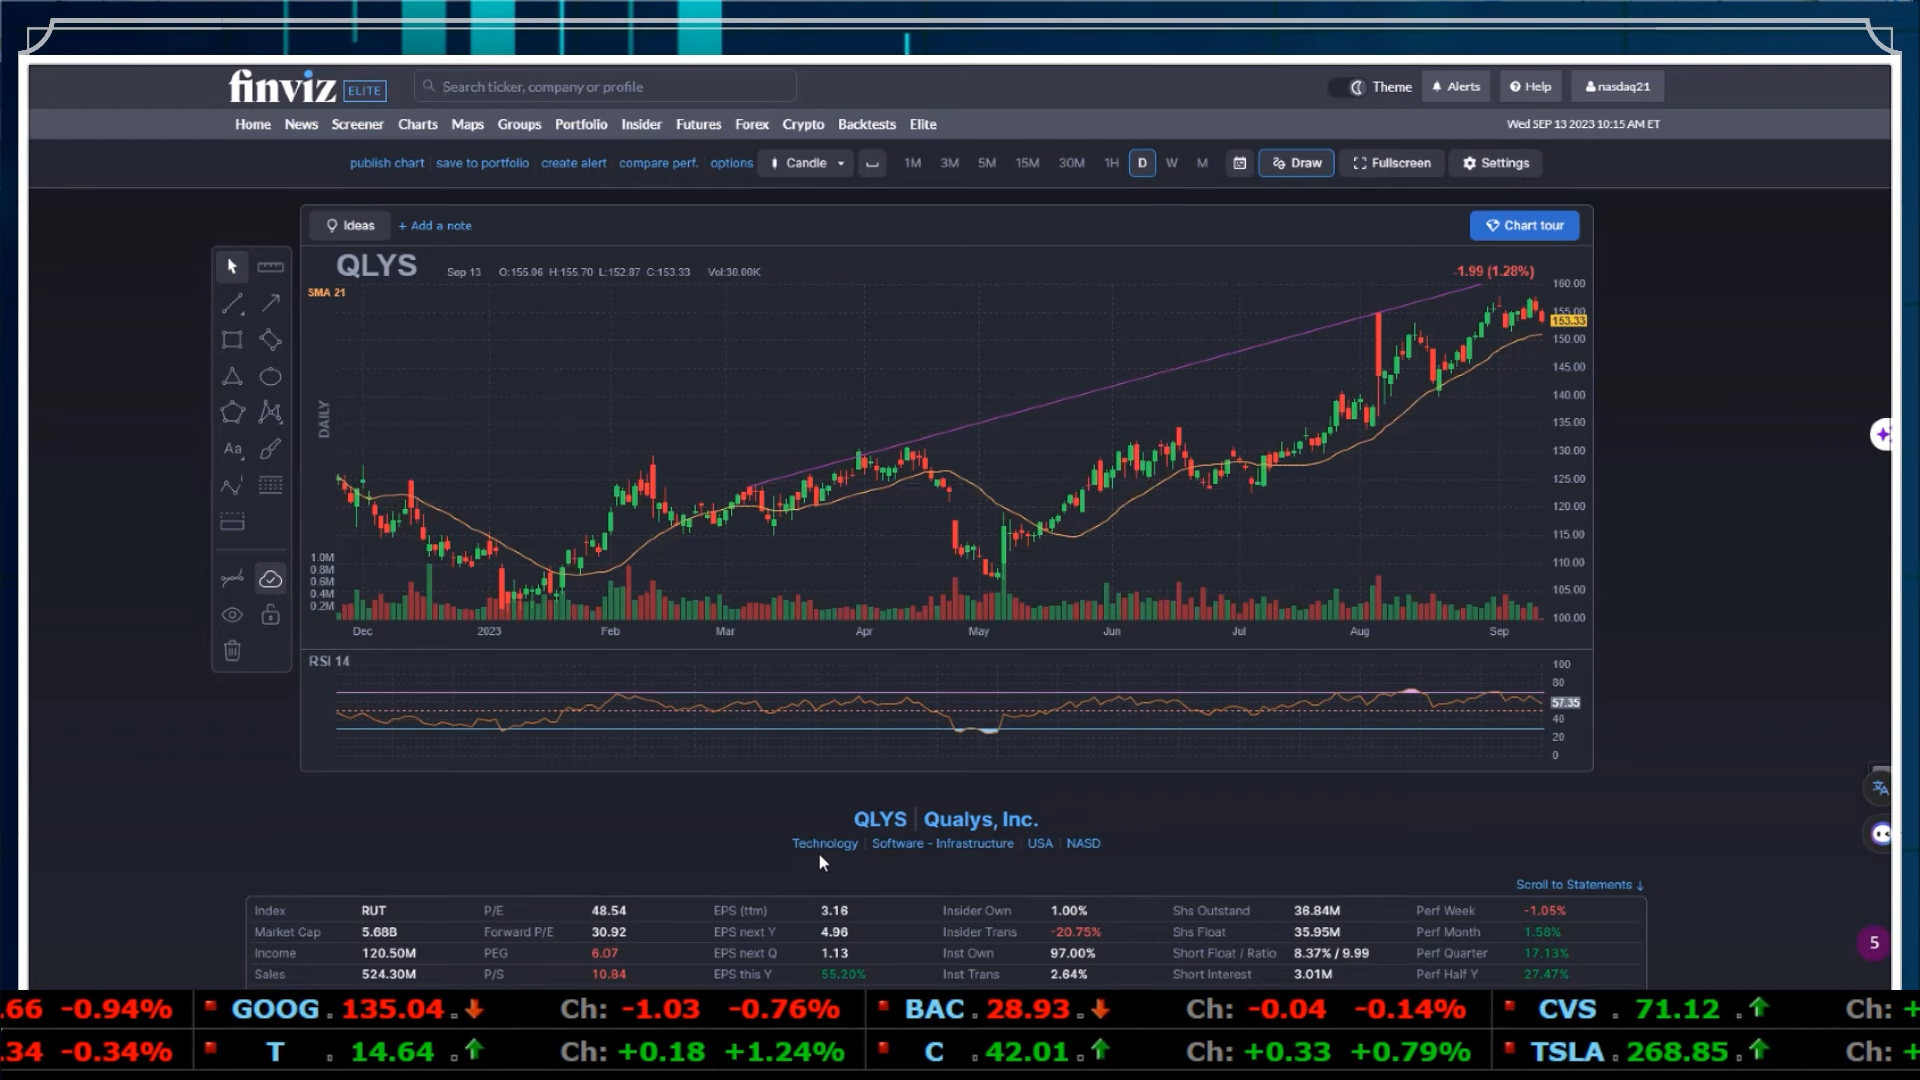 finviz ELITE Search ticker, company or profile Theme Alerts Help nasdaq21
Home News Screener Charts Maps Groups Portfolio Insider Futures Forex Crypto Backtests Elite Wed SEP 13 2023 10:15 AM ET
publish chart save to portfolio create alert compare perf. options Candle 1M 3M 5M 15M 30M 1H D W M Draw Fullscreen Settings
Ideas + Add a note Chart tour
QLYS Sep 13 O:155.06 H:155.70 L:152.87 C:153.33 Vol:30.00K -1.99 (1.28%)
SMA 21
160.00
155.00
153.33
150.00
145.00
140.00
135.00
DAILY
130.00
125.00
120.00
115.00
110.00
105.00
100.00
1.0M
0.8M
0.6M
0.4M
0.2M
Aa
Dec 2023 Feb Mar Apr May Jun Jul Aug Sep
RSI 14
100
80
57.35
40
20
0
QLYS Qualys, Inc.
Technology Software - Infrastructure USA NASD
Scroll to Statements ↓
Index RUT P/E 48.54 EPS (ttm) 3.16 Insider Own 1.00% Shs Outstand 36.84M Perf Week -1.05%
Market Cap 5.68B Forward P/E 30.92 EPS next Y 4.96 Insider Trans -20.75% Shs Float 35.95M Perf Month 1.58%
Income 120.50M PEG 6.07 EPS next Q 1.13 Inst Own 97.00% Short Float / Ratio 8.37% / 9.99 Perf Quarter 17.13%
Sales 524.30M P/S 10.84 EPS this Y 55.20% Inst Trans 2.64% Short Interest 3.01M Perf Half Y 27.47%
5
.66 -0.94% GOOG . 135.04 . Ch: -1.03 -0.76% BAC . 28.93 . Ch: -0.04 -0.14% CVS . 71.12 . Ch: +
.34 -0.34% T . 14.64 . Ch: +0.18 +1.24% C . 42.01 . Ch: +0.33 +0.79% TSLA . 268.85 . Ch: +